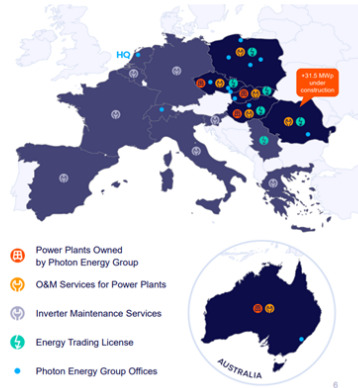 HQ
+31.5 MWp
under
construction
Power Plants Owned
by Photon Energy Group
O&M Services for Power Plants
Inverter Maintenance Services
Energy Trading License
Photon Energy Group Offices
AUSTRALIA
6